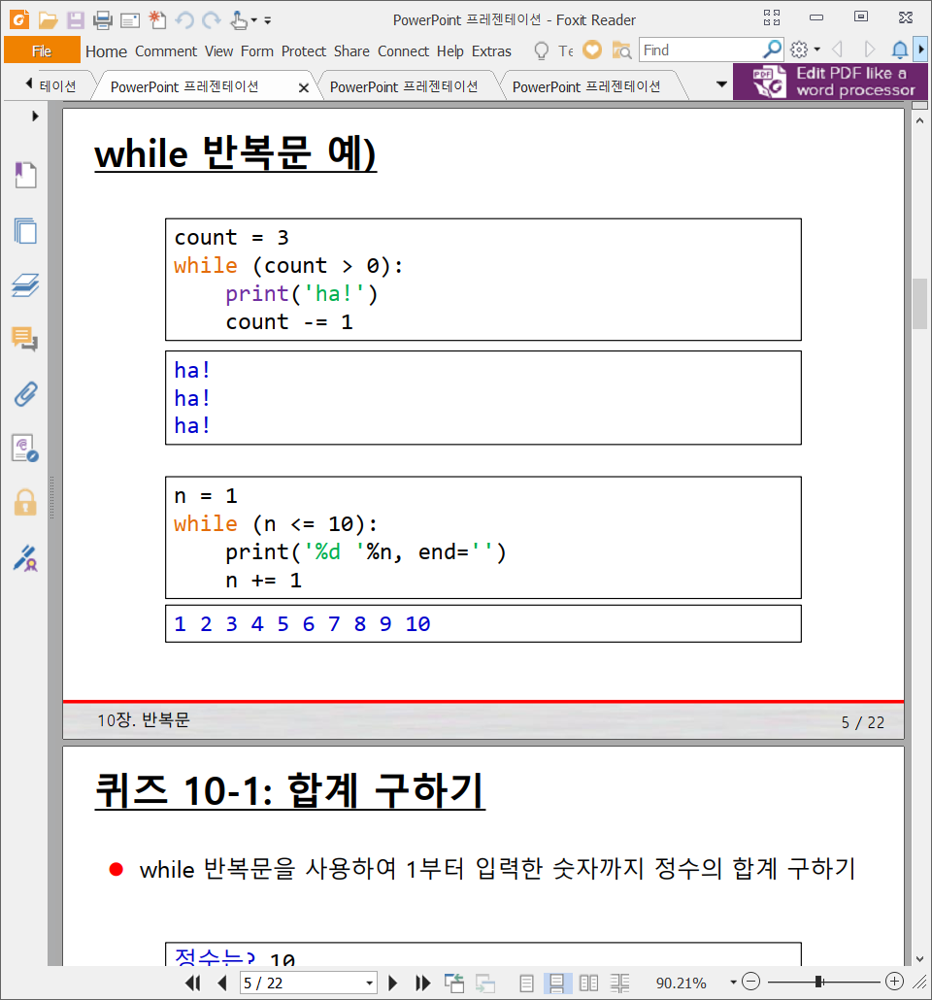 PowerPoint 프레젠테이션 - Foxit Reader
File Home Comment View Form Protect Share Connect Help Extras Te Find
테이션 PowerPoint 프레젠테이션 PowerPoint 프레젠테이션 PowerPoint 프레젠테이션
PDF
Edit PDF like a
word processor
while 반복문 예)
count = 3
while (count > 0):
    print('ha!')
    count -= 1
ha!
ha!
ha!
n = 1
while (n <= 10):
    print('%d '%n, end='')
    n += 1
1 2 3 4 5 6 7 8 9 10
10장. 반복문
5 / 22
퀴즈 10-1: 합계 구하기
while 반복문을 사용하여 1부터 입력한 숫자까지 정수의 합계 구하기
정수는? 10
5 / 22
90.21%